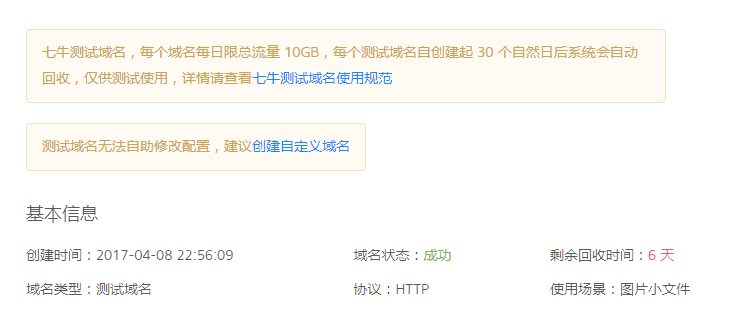 七牛测试域名，每个域名每日限总流量 10GB，每个测试域名自创建起 30 个自然日后系统会自动
回收，仅供测试使用，详情请查看七牛测试域名使用规范
测试域名无法自助修改配置，建议创建自定义域名
基本信息
创建时间：2017-04-08 22:56:09 域名状态：成功 剩余回收时间：6 天
域名类型：测试域名 协议：HTTP 使用场景：图片小文件